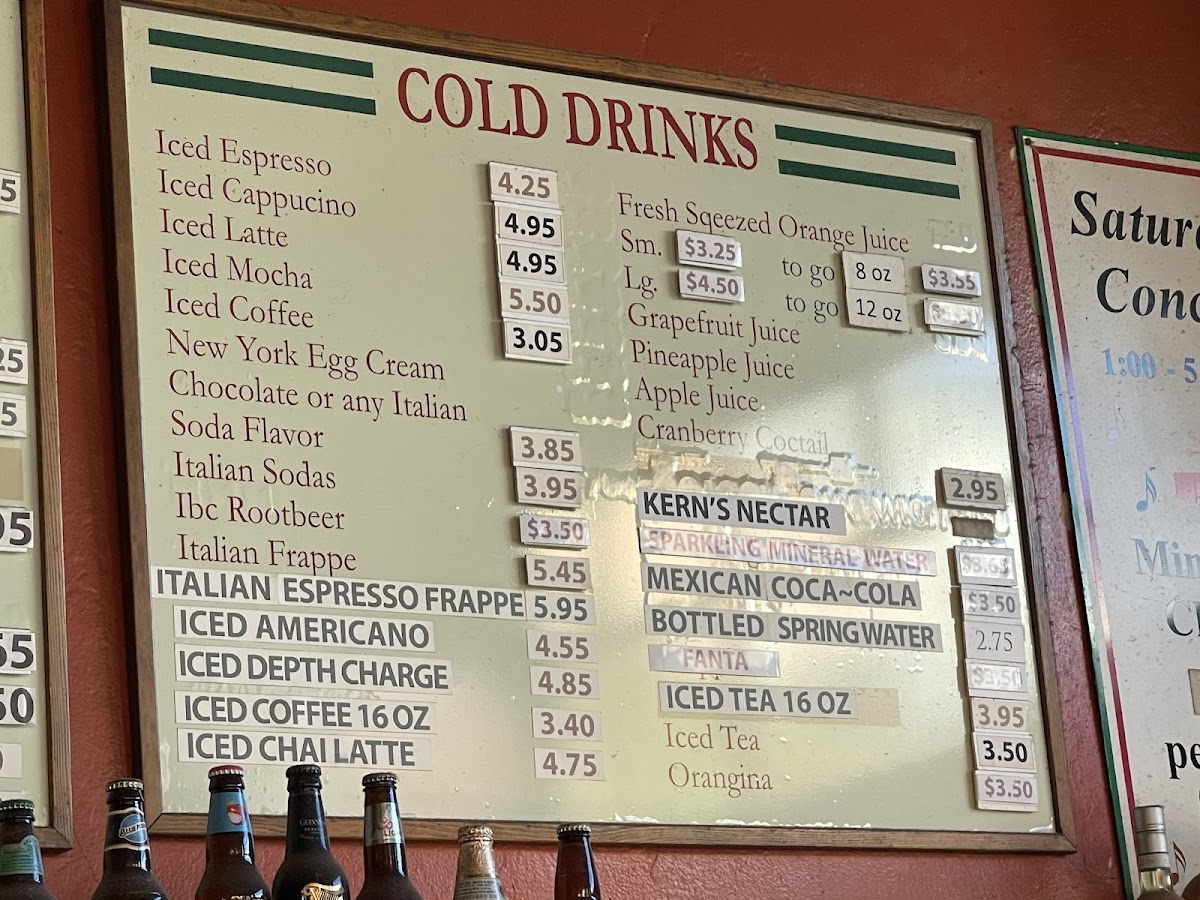 COLD DRINKS
Iced Espresso 4.25
Iced Cappucino 4.95
Iced Latte 4.95
Iced Mocha 5.50
Iced Coffee 3.05
New York Egg Cream
Chocolate or any Italian
Soda Flavor 3.85
Italian Sodas 3.95
Ibc Rootbeer $3.50
Italian Frappe 5.45
ITALIAN ESPRESSO FRAPPE 5.95
ICED AMERICANO 4.55
ICED DEPTH CHARGE 4.85
ICED COFFEE 16 OZ 3.40
ICED CHAI LATTE 4.75
Fresh Sqeezed Orange Juice
Sm. $3.25 to go 8 oz $3.55
Lg. $4.50 to go 12 oz
Grapefruit Juice
Pineapple Juice
Apple Juice
Cranberry Coctail 2.95
KERN'S NECTAR
SPARKLING MINERAL WATER
MEXICAN COCA~COLA $3.50
BOTTLED SPRING WATER 2.75
FANTA $3.50
ICED TEA 16 OZ 3.95
Iced Tea 3.50
Orangina $3.50
1:00 - 5